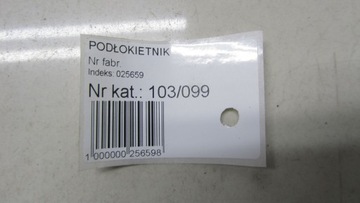 PODŁOKIETNIK
Nr fabr.
Indeks: 025659
Nr kat.: 103/099
1 000000 256598